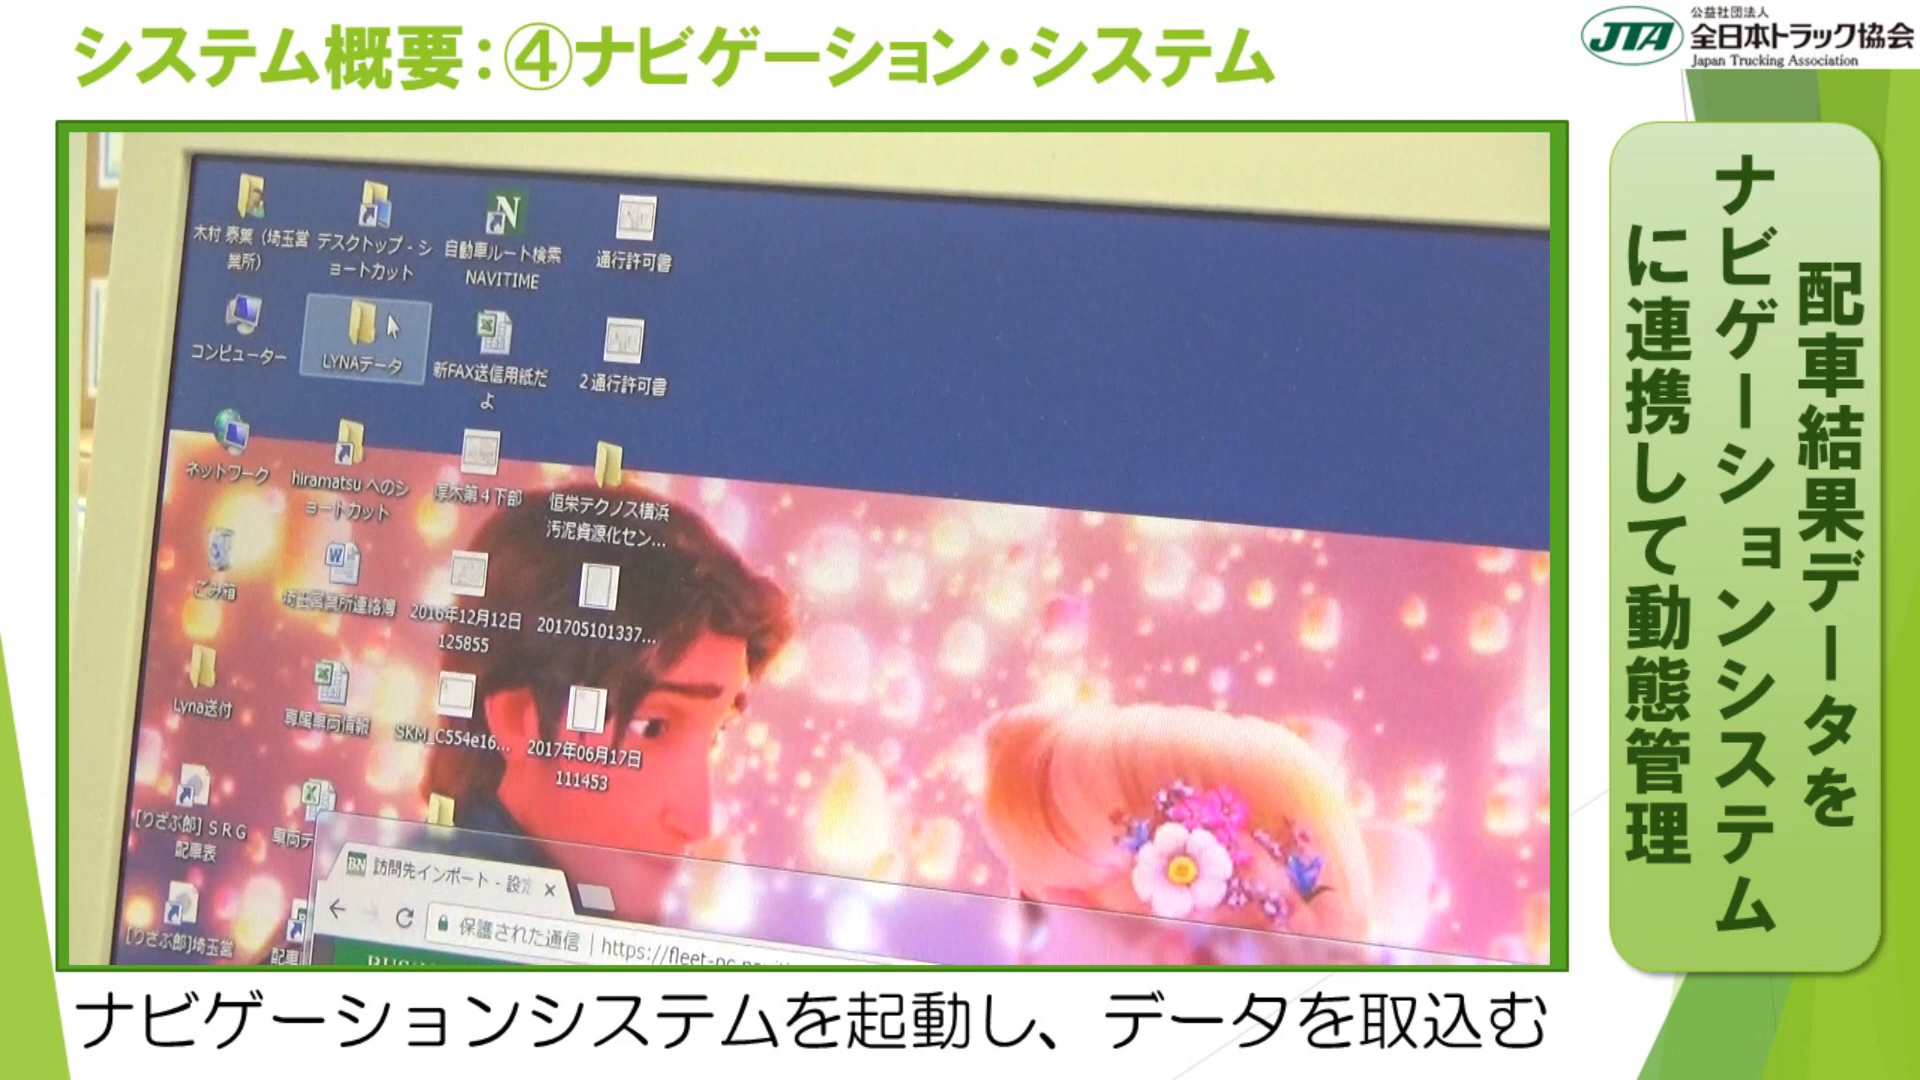 システム概要：④ナビゲーション・システム
JTA
公益社団法人
全日本トラック協会
Japan Trucking Association
配車結果データを
ナビゲーションシステム
に連携して動態管理
木村 泰葉（埼玉営
業所）
デスクトップ - シ
ョートカット
N
自動車ルート検索
NAVITIME
通行許可書
コンピューター
LYNAデータ
新FAX送信用紙だ
よ
2 通行許可書
ネットワーク
hiramatsu へのシ
ョートカット
厚木第４下部
恒栄テクノス横浜
汚泥資源化セン...
ごみ箱
埼玉営業所連絡簿
2016年12月12日
125855
201705101337...
Lyna送付
専属車両情報
SKM_C554e16...
2017年06月17日
111453
[りざぶ郎] ＳＲＧ
配車表
車両デ
[りざぶ郎]埼玉営
配車
BN 訪問先インポート - 設定
保護された通信 | https://fleet-pc.
ナビゲーションシステムを起動し、データを取込む